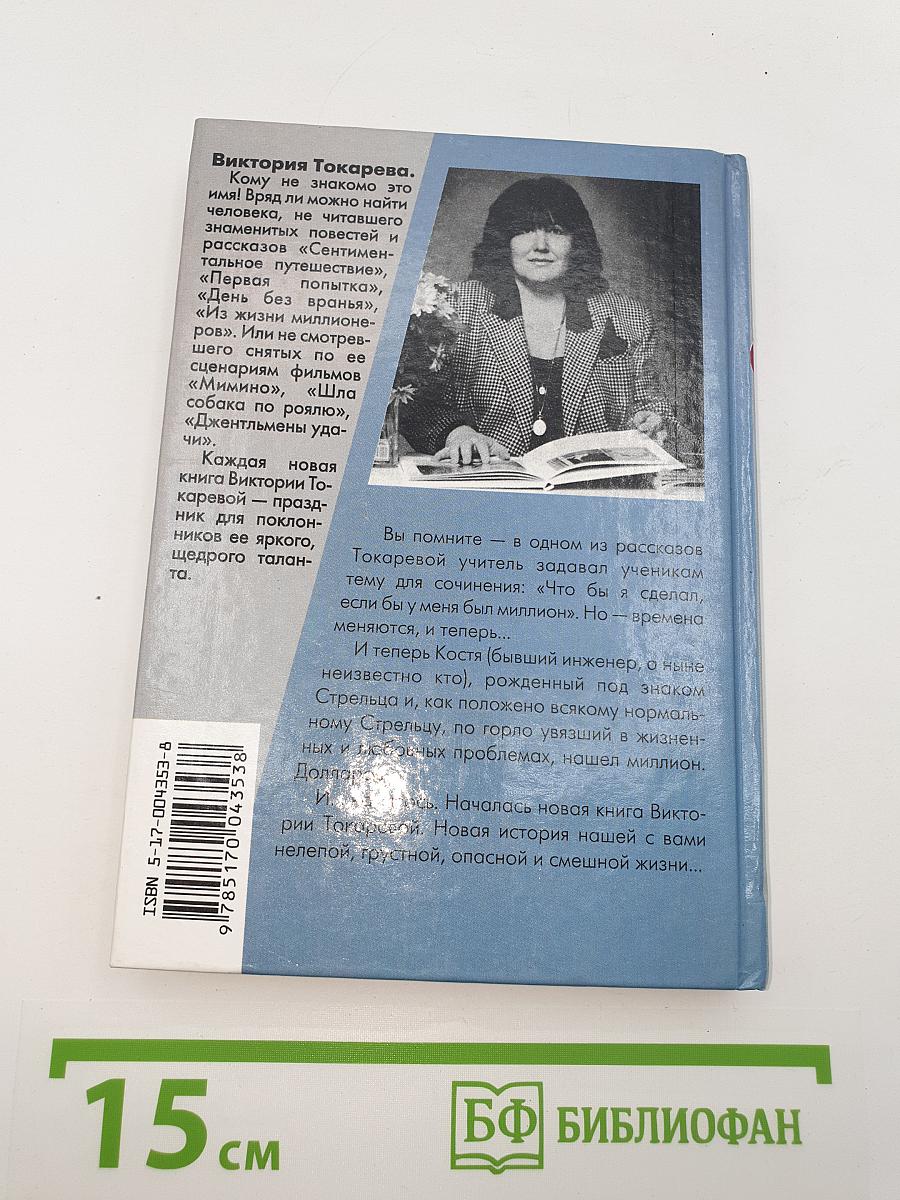 Виктория Токарева.
Кому не знакомо это
имя! Вряд ли можно найти
человека, не читавшего
знаменитых повестей и
рассказов «Сентимен-
тальное путешествие»,
«Первая попытка»,
«День без вранья»,
«Из жизни миллионе-
ров». Или не смотрев-
шего снятых по ее
сценариям фильмов
«Мимино», «Шла
собака по роялю»,
«Джентльмены уда-
чи».
Каждая новая
книга Виктории То-
каревой — празд-
ник для поклон-
ников ее яркого,
щедрого талан-
та.
Вы помните — в одном из рассказов
Токаревой учитель задавал ученикам
тему для сочинения: «Что бы я сделал,
если бы у меня был миллион». Но — времена
меняются, и теперь...
И теперь Костя (бывший инженер, а ныне
неизвестно кто), рожденный под знаком
Стрельца и, как положено всякому нормаль-
ному Стрельцу, по горло увязший в жизнен-
ных и любовных проблемах, нашел миллион.
Долларов.
И... Началась новая книга Викто-
рии Токаревой. Новая история нашей с вами
нелепой, грустной, опасной и смешной жизни...
ISBN 5-17-004353-8
9 785170 043538
15 см
БФ БИБЛИОФАН